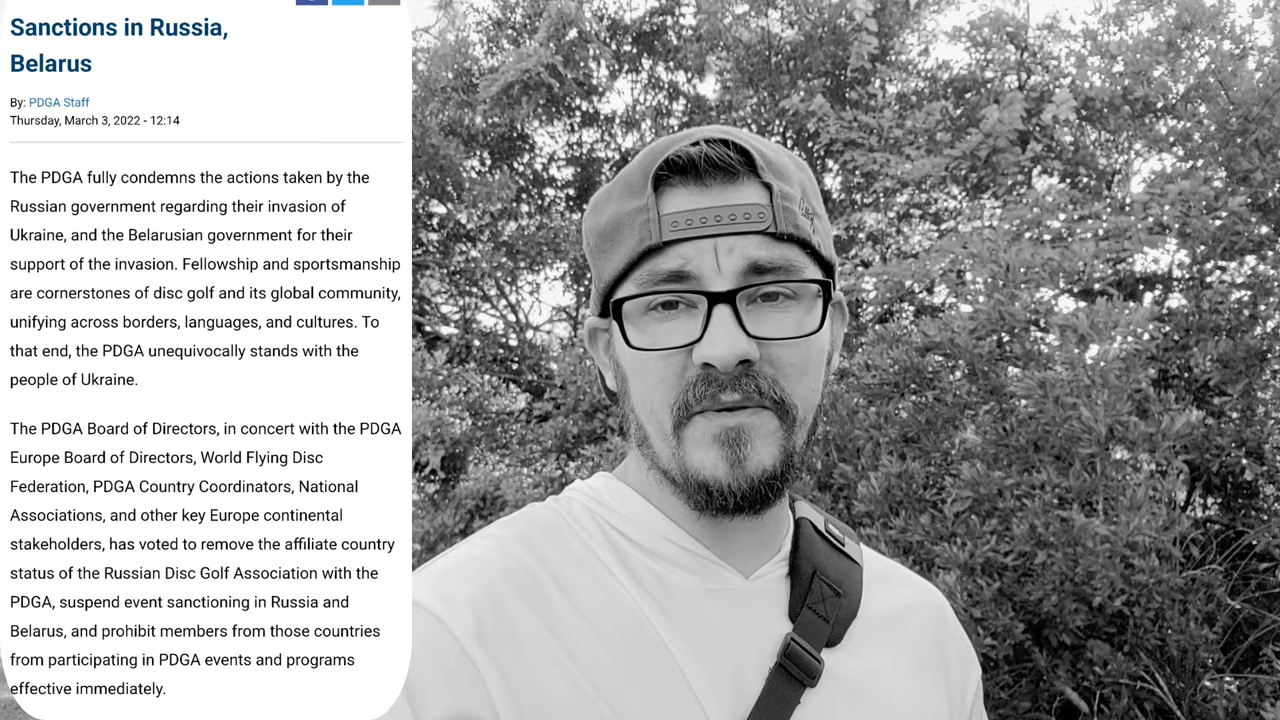 Sanctions in Russia,
Belarus
By: PDGA Staff
Thursday, March 3, 2022 - 12:14
The PDGA fully condemns the actions taken by the
Russian government regarding their invasion of
Ukraine, and the Belarusian government for their
support of the invasion. Fellowship and sportsmanship
are cornerstones of disc golf and its global community,
unifying across borders, languages, and cultures. To
that end, the PDGA unequivocally stands with the
people of Ukraine.
The PDGA Board of Directors, in concert with the PDGA
Europe Board of Directors, World Flying Disc
Federation, PDGA Country Coordinators, National
Associations, and other key Europe continental
stakeholders, has voted to remove the affiliate country
status of the Russian Disc Golf Association with the
PDGA, suspend event sanctioning in Russia and
Belarus, and prohibit members from those countries
from participating in PDGA events and programs
effective immediately.